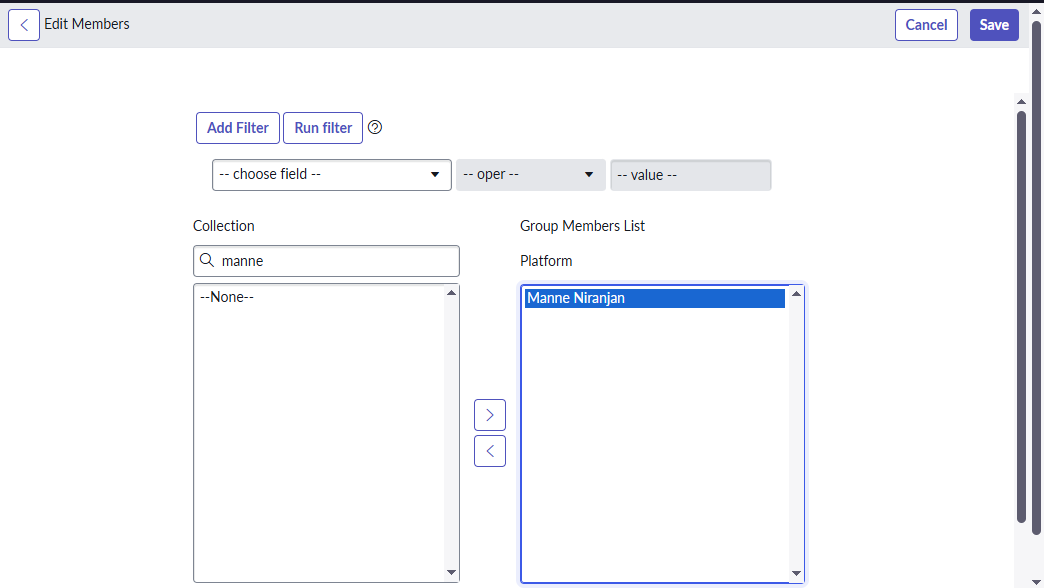 Edit Members
Cancel
Save
Add Filter
Run filter
-- choose field --
-- oper --
-- value --
Collection
Group Members List
manne
Platform
--None--
Manne Niranjan